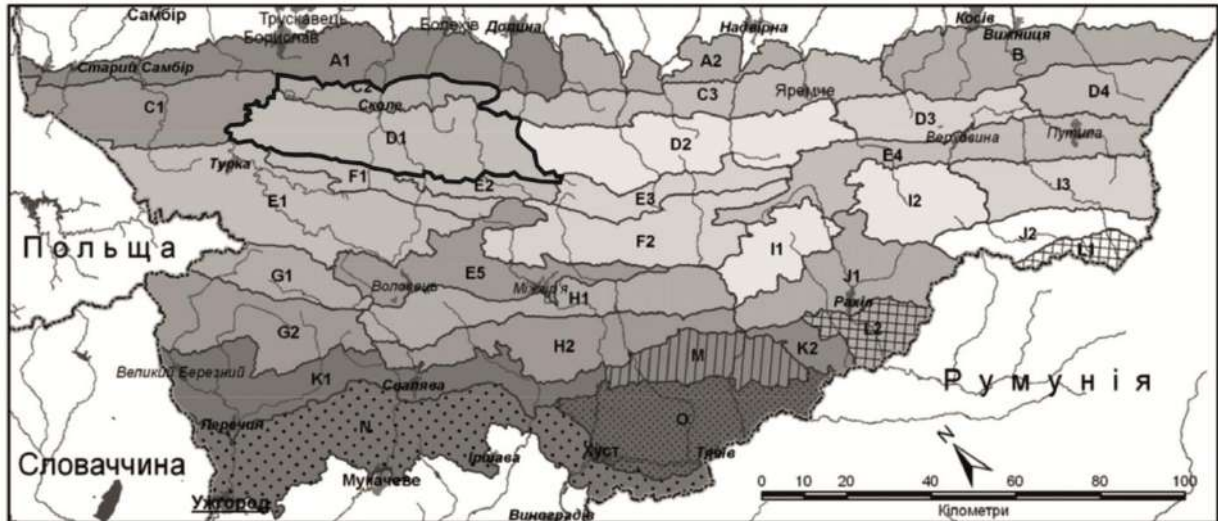 Самбір
Трускавець
Болехів
Долина
Надвірна
Косів
Борислав
Вижниця
A1
A2
B
Старий Самбір
C2
C1
Сколе
C3
Яремче
D4
D3
D1
D2
Верховина
Путила
Турка
E4
F1
E2
E3
I3
E1
I2
Польща
F2
J2
I1
L1
G1
E5
J1
Воловець
Міжгір'я
H1
Рахів
G2
L2
H2
M
K2
Великий Березний
K1
Свалява
Румунія
Перечин
N
O
N
Словаччина
Іршава
Хуст
Тячів
Мукачеве
0 20 40 60 80 100
Ужгород
Кілометри
Виноградів